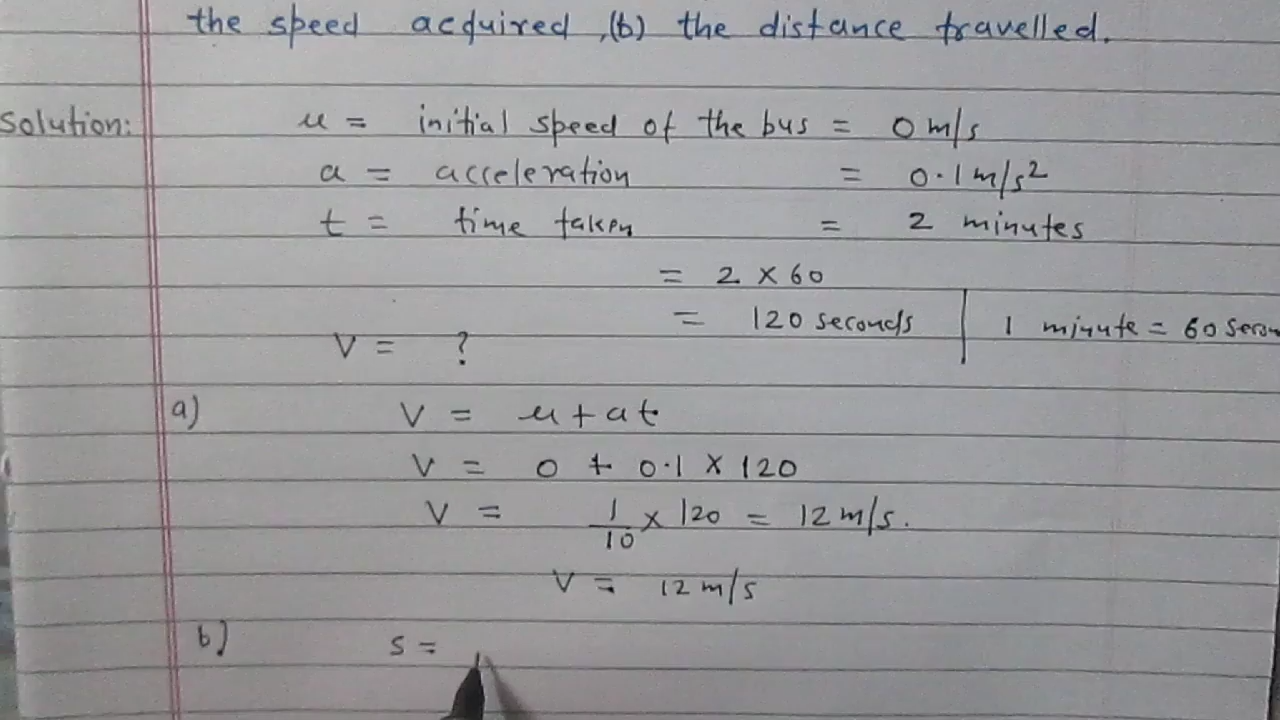 the speed acquired, (b) the distance travelled.
Solution: u = initial speed of the bus = 0 m/s
a = acceleration = 0.1 m/s²
t = time taken = 2 minutes
= 2 × 60
= 120 seconds | 1 minute = 60 secon
V = ?
a) V = u + at
V = 0 + 0.1 × 120
V = 1/10 × 120 = 12 m/s.
V = 12 m/s
b) s =